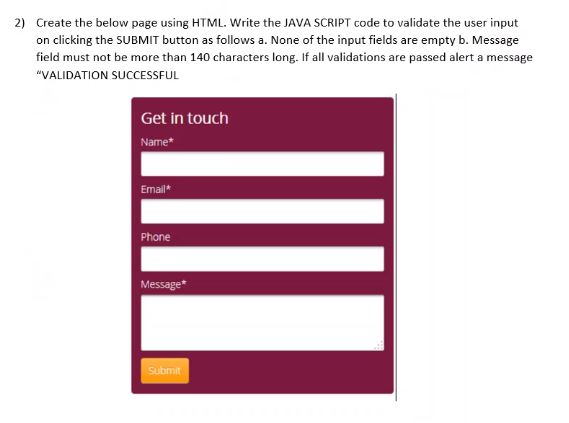 2) Create the below page using HTML. Write the JAVA SCRIPT code to validate the user input
on clicking the SUBMIT button as follows a. None of the input fields are empty b. Message
field must not be more than 140 characters long. If all validations are passed alert a message
"VALIDATION SUCCESSFUL
Get in touch
Name*
Email*
Phone
Message*
Submit